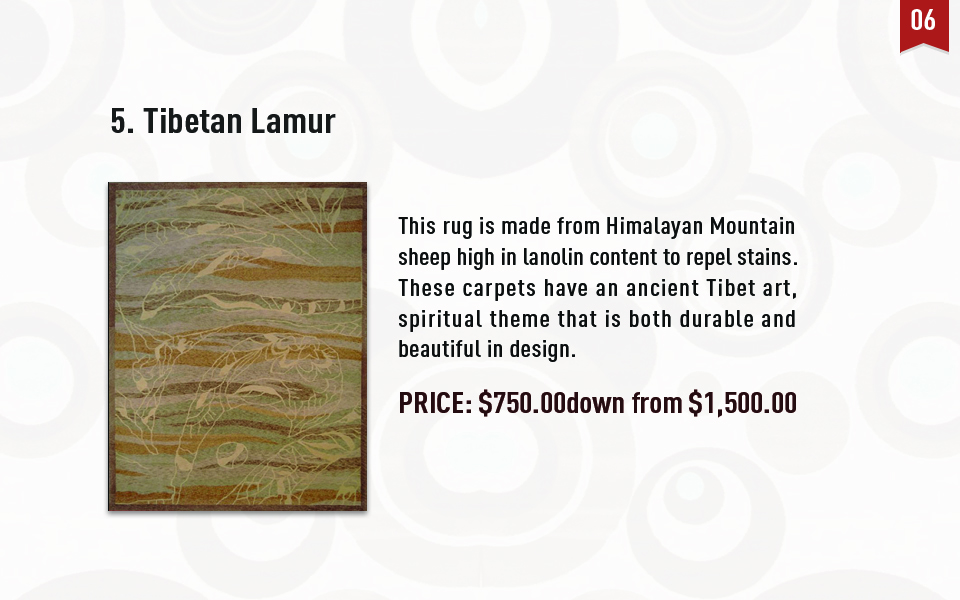 06
5. Tibetan Lamur
This rug is made from Himalayan Mountain
sheep high in lanolin content to repel stains.
These carpets have an ancient Tibet art,
spiritual theme that is both durable and
beautiful in design.
PRICE: $750.00down from $1,500.00